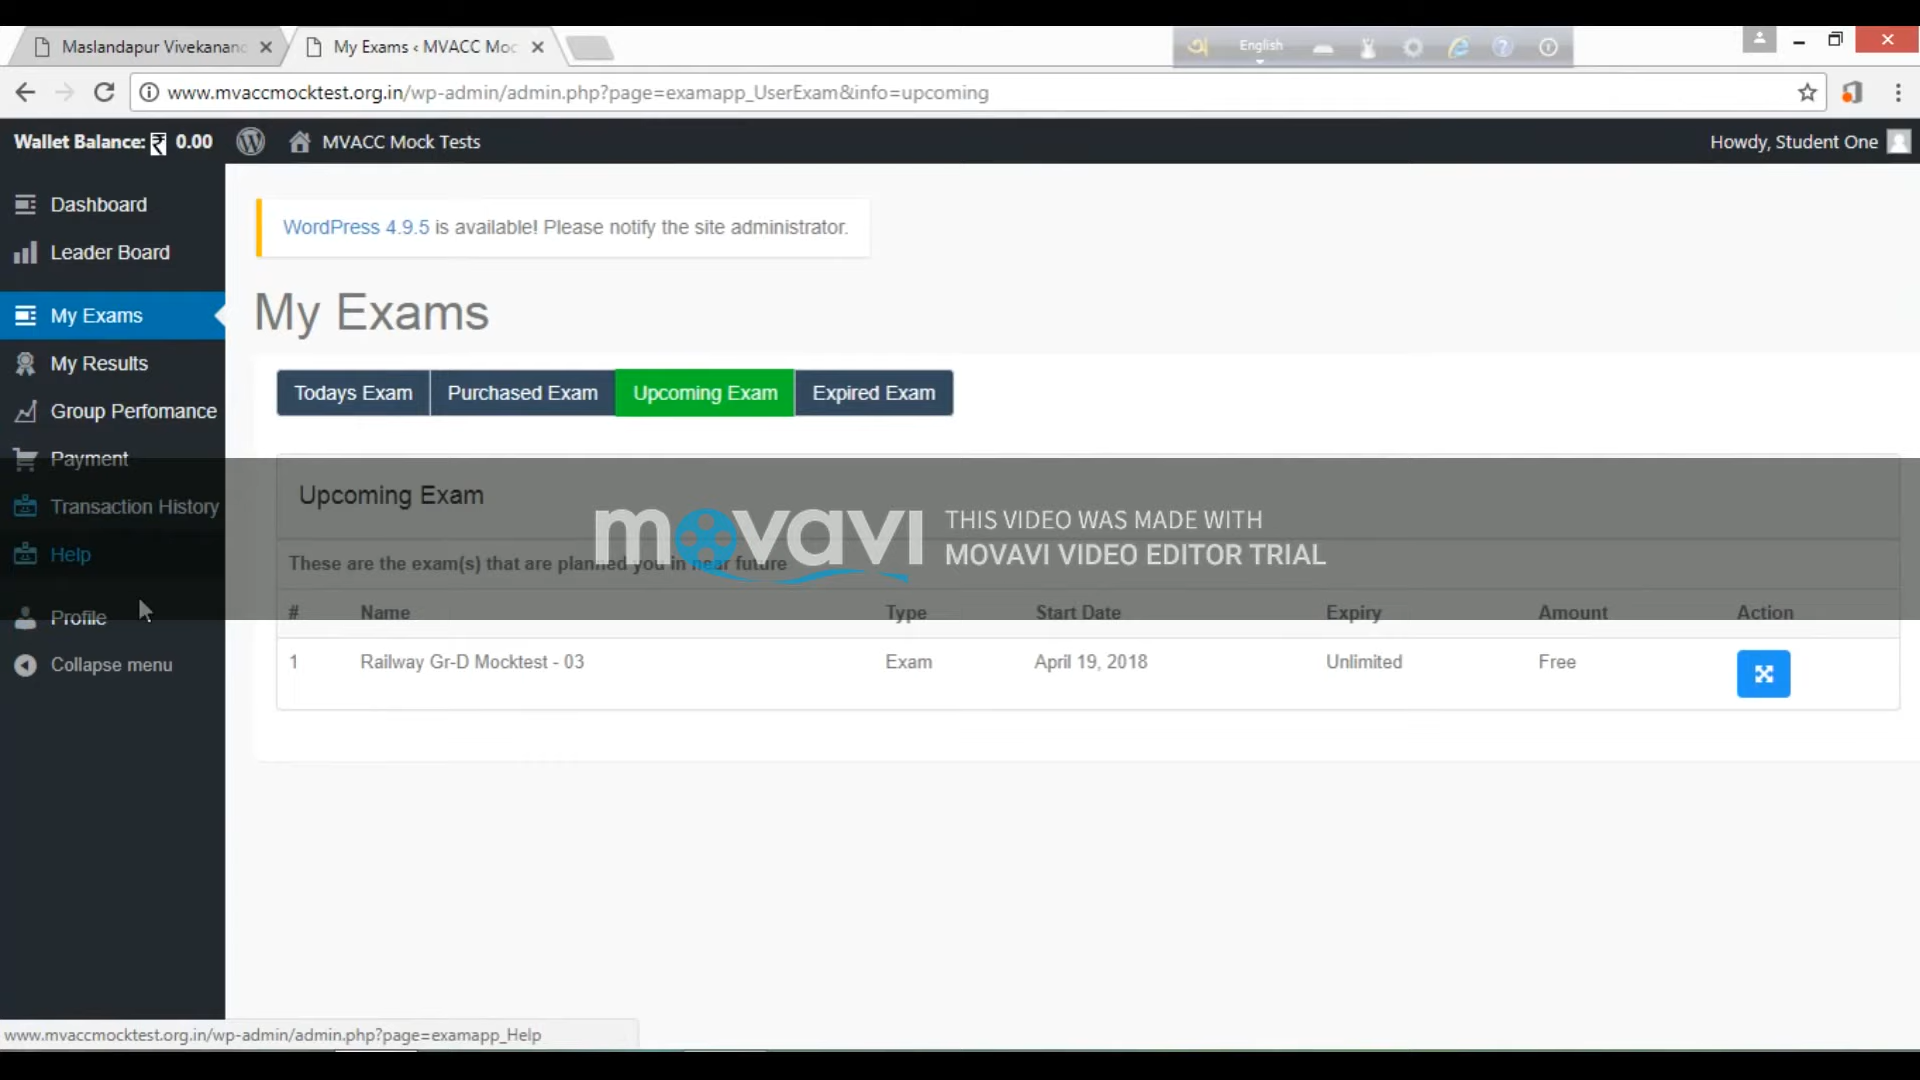 Maslandapur Vivekanand
My Exams ‹ MVACC Moc
English
www.mvaccmocktest.org.in/wp-admin/admin.php?page=examapp_UserExam&info=upcoming
Wallet Balance: ₹ 0.00
MVACC Mock Tests
Howdy, Student One
Dashboard
Leader Board
My Exams
My Results
Group Perfomance
Payment
Transaction History
Help
Profile
Collapse menu
WordPress 4.9.5 is available! Please notify the site administrator.
My Exams
Todays Exam Purchased Exam Upcoming Exam Expired Exam
Upcoming Exam
movavi
THIS VIDEO WAS MADE WITH
MOVAVI VIDEO EDITOR TRIAL
These are the exam(s) that are planned you in near future
# Name Type Start Date Expiry Amount Action
1 Railway Gr-D Mocktest - 03 Exam April 19, 2018 Unlimited Free
www.mvaccmocktest.org.in/wp-admin/admin.php?page=examapp_Help